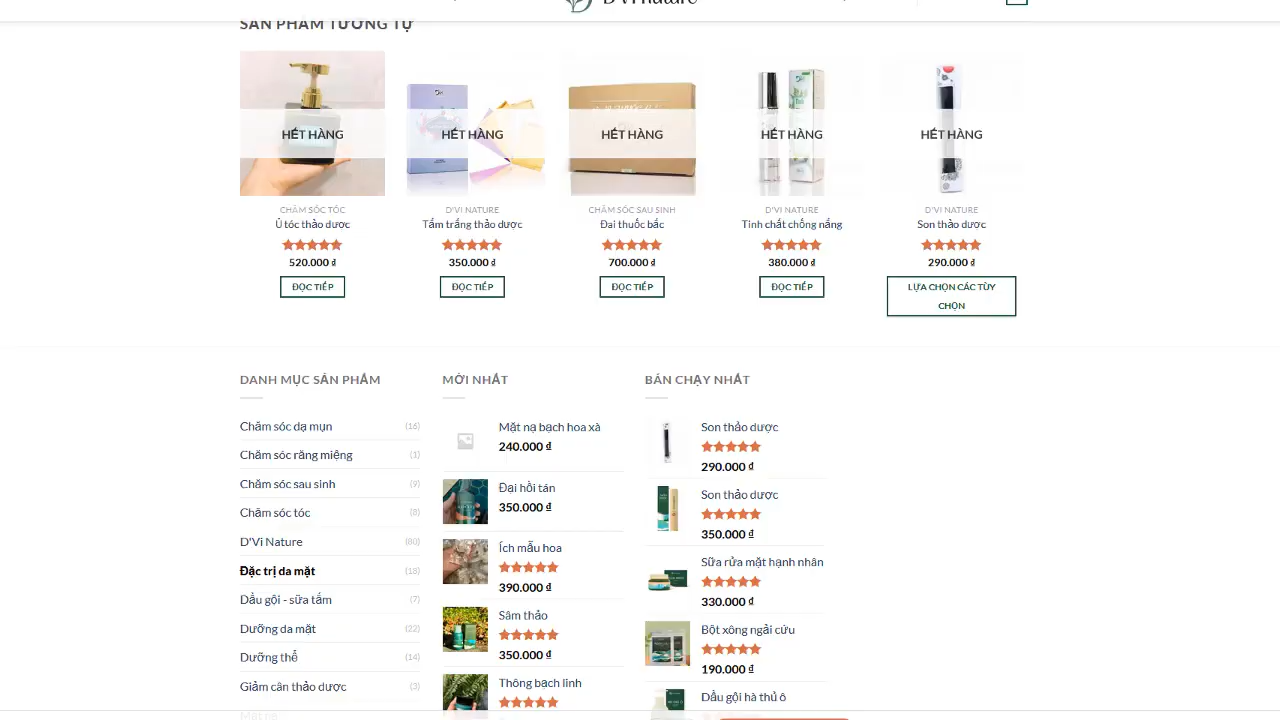 D'Vi nature
SẢN PHẨM TƯƠNG TỰ
HẾT HÀNG
HẾT HÀNG
HẾT HÀNG
HẾT HÀNG
HẾT HÀNG
CHĂM SÓC TÓC
Ủ tóc thảo dược
520.000 ₫
ĐỌC TIẾP
D'VI NATURE
Tắm trắng thảo dược
350.000 ₫
ĐỌC TIẾP
CHĂM SÓC SAU SINH
Đai thuốc bắc
700.000 ₫
ĐỌC TIẾP
D'VI NATURE
Tinh chất chống nắng
380.000 ₫
ĐỌC TIẾP
D'VI NATURE
Son thảo dược
290.000 ₫
LỰA CHỌN CÁC TÙY
CHỌN
DANH MỤC SẢN PHẨM
Chăm sóc da mụn (16)
Chăm sóc răng miệng (1)
Chăm sóc sau sinh (9)
Chăm sóc tóc (8)
D'Vi Nature (80)
Đặc trị da mặt (18)
Dầu gội - sữa tắm (7)
Dưỡng da mặt (22)
Dưỡng thể (14)
Giảm cân thảo dược (3)
Mặt nạ
MỚI NHẤT
Mặt nạ bạch hoa xà
240.000 ₫
Đại hồi tán
350.000 ₫
Ích mẫu hoa
390.000 ₫
Sâm thảo
350.000 ₫
Thông bạch linh
BÁN CHẠY NHẤT
Son thảo dược
290.000 ₫
Son thảo dược
350.000 ₫
Sữa rửa mặt hạnh nhân
330.000 ₫
Bột xông ngải cứu
190.000 ₫
Dầu gội hà thủ ô